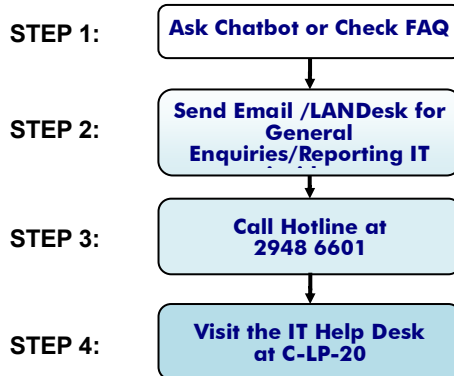 STEP 1:
Ask Chatbot or Check FAQ
STEP 2:
Send Email /LANDesk for
General
Enquiries/Reporting IT
STEP 3:
Call Hotline at
2948 6601
STEP 4:
Visit the IT Help Desk
at C-LP-20